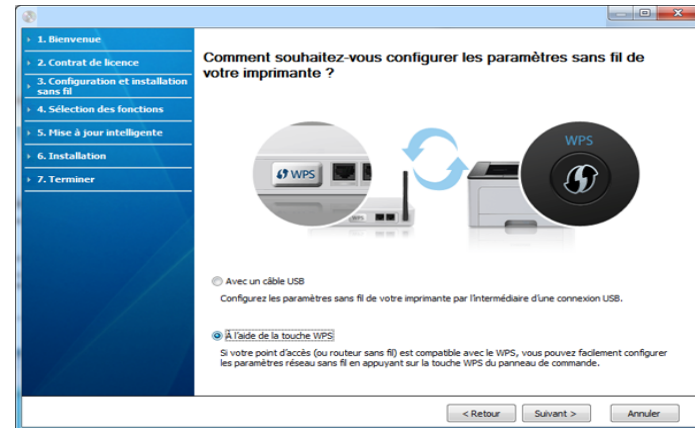 1. Bienvenue
2. Contrat de licence
3. Configuration et installation
sans fil
4. Sélection des fonctions
5. Mise à jour intelligente
6. Installation
7. Terminer
Comment souhaitez-vous configurer les paramètres sans fil de
votre imprimante ?
WPS
WPS
WPS
Avec un câble USB
Configurez les paramètres sans fil de votre imprimante par l'intermédiaire d'une connexion USB.
À l'aide de la touche WPS
Si votre point d'accès (ou routeur sans fil) est compatible avec le WPS, vous pouvez facilement configurer
les paramètres réseau sans fil en appuyant sur la touche WPS du panneau de commande.
< Retour
Suivant >
Annuler